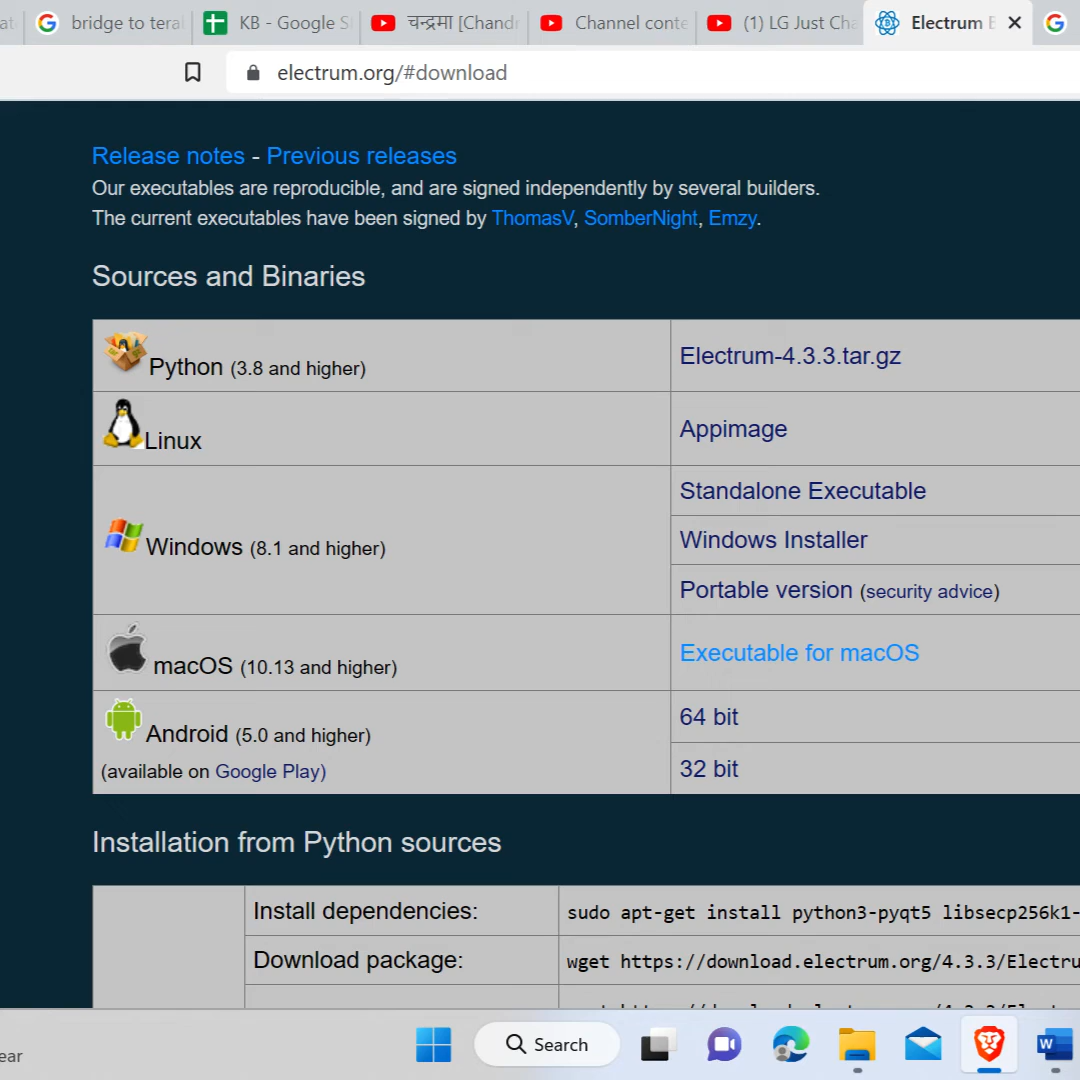 at
bridge to teral
KB - Google S
चन्द्रमा [Chandr
Channel conte
(1) LG Just Cha
Electrum B
electrum.org/#download
Release notes - Previous releases
Our executables are reproducible, and are signed independently by several builders.
The current executables have been signed by ThomasV, SomberNight, Emzy.
Sources and Binaries
Python (3.8 and higher)
Electrum-4.3.3.tar.gz
Linux
Appimage
Windows (8.1 and higher)
Standalone Executable
Windows Installer
Portable version (security advice)
macOS (10.13 and higher)
Executable for macOS
Android (5.0 and higher)
(available on Google Play)
64 bit
32 bit
Installation from Python sources
Install dependencies:
sudo apt-get install python3-pyqt5 libsecp256k1-
Download package:
wget https://download.electrum.org/4.3.3/Electru
ear
Search
W